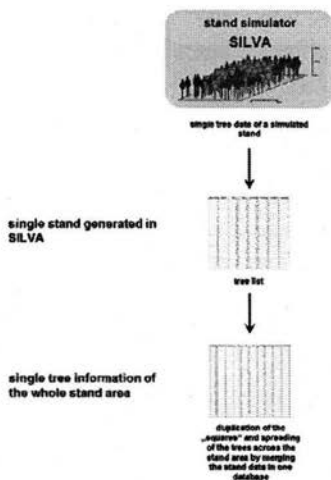 stand simulator
SILVA
single tree data of a simulated
stand
single stand generated in
SILVA
tree list
single tree information of
the whole stand area
duplication of the
„squares“ and spreading
of the trees across the
stand area by merging
the stand data in one
database